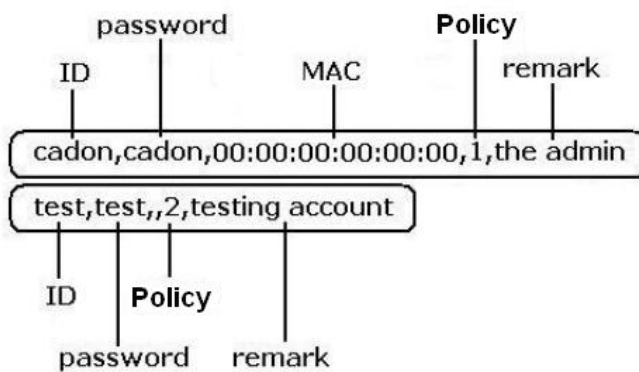 password Policy
ID MAC remark
cadon,cadon,00:00:00:00:00:00,1,the admin
test,test,,2,testing account
ID Policy
password remark